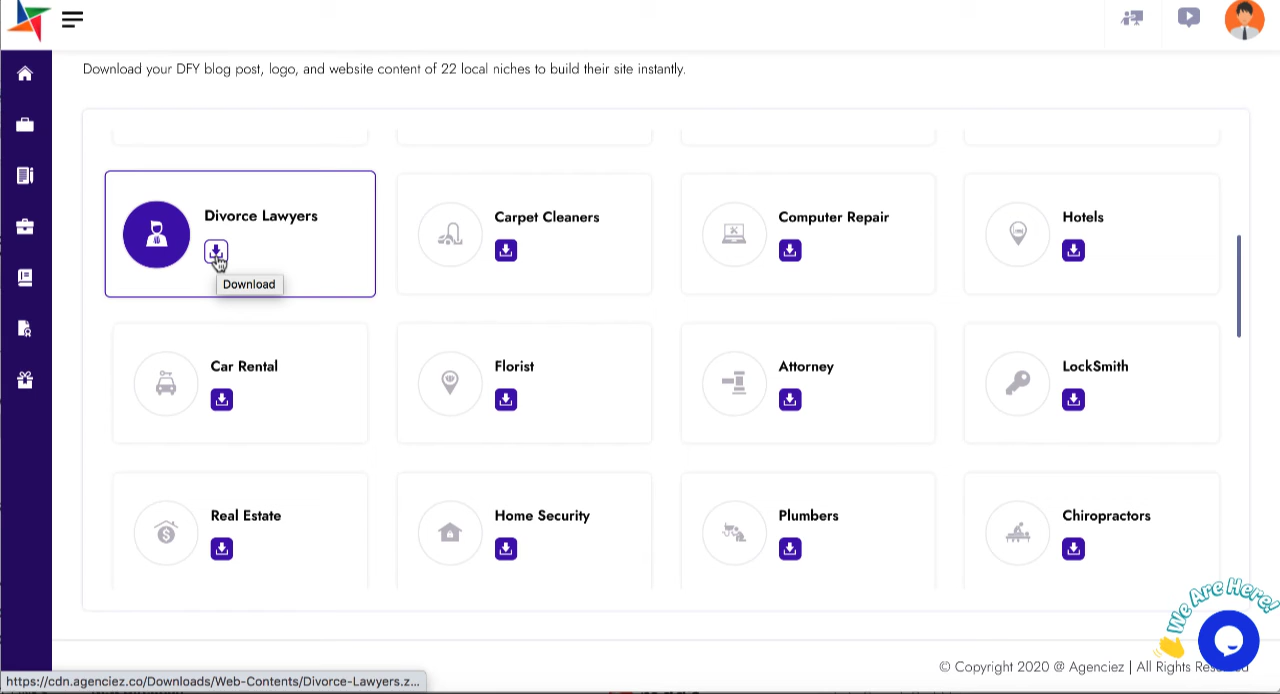 Download your DFY blog post, logo, and website content of 22 local niches to build their site instantly.
Divorce Lawyers
Carpet Cleaners
Computer Repair
Hotels
Download
Car Rental
Florist
Attorney
LockSmith
Real Estate
Home Security
Plumbers
Chiropractors
We Are Here!
© Copyright 2020 @ Agenciez | All Rights
https://cdn.agenciez.co/Downloads/Web-Contents/Divorce-Lawyers.z...